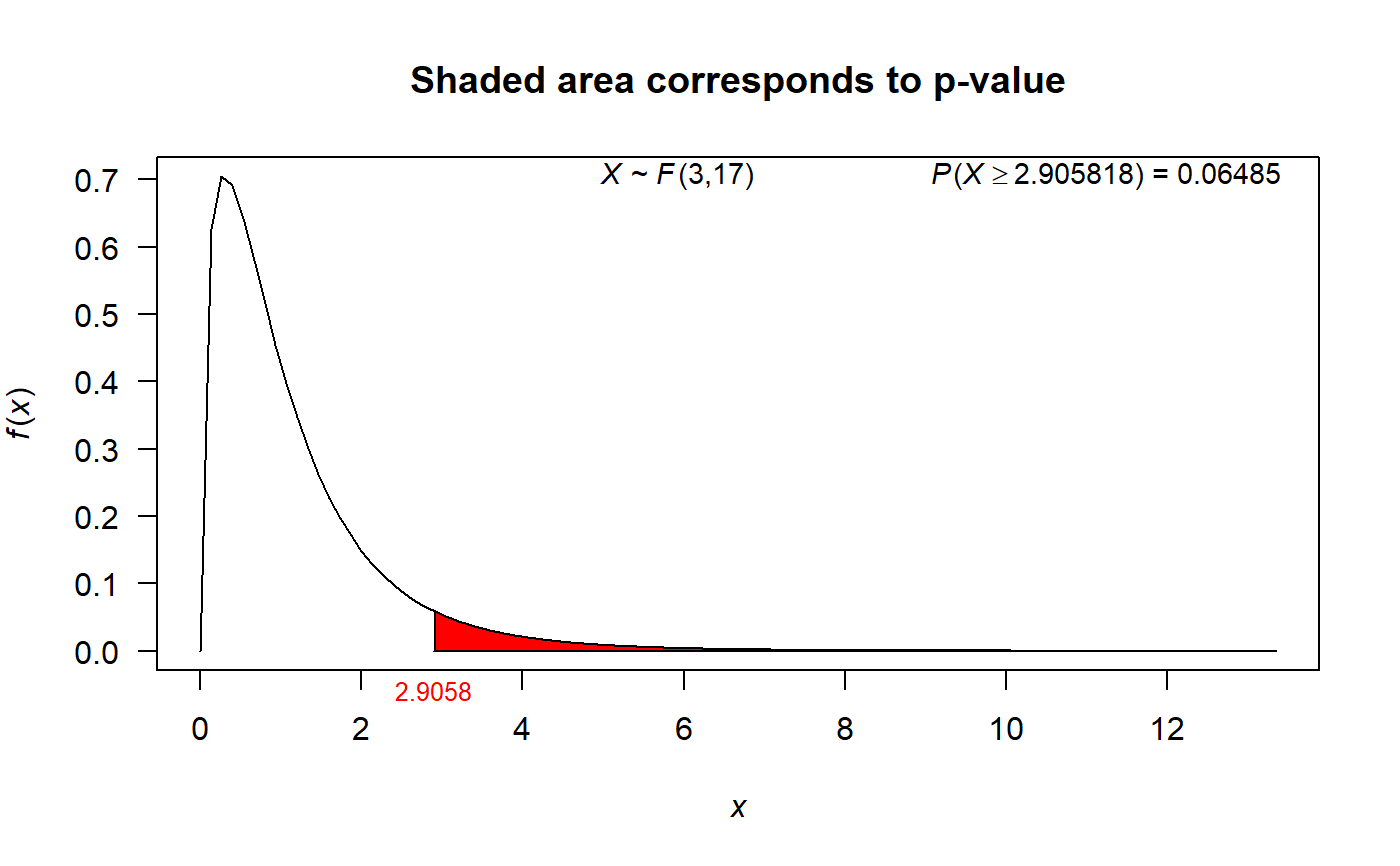 Shaded area corresponds to p-value
X ~ F(3,17)
P(X ≥ 2.905818) = 0.06485
0.7
0.6
0.5
0.4
0.3
0.2
0.1
0.0
f(x)
2.9058
0 2 4 6 8 10 12
x